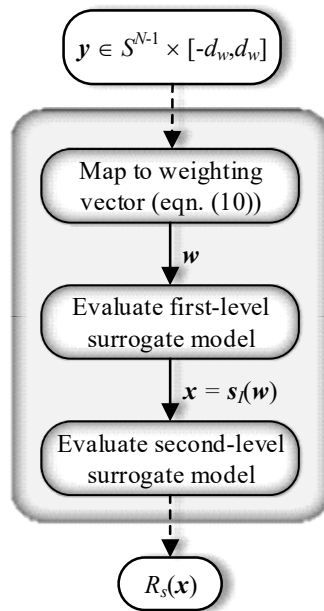 y ∈ S^{N-1} × [-d_w,d_w]
Map to weighting
vector (eqn. (10))
w
Evaluate first-level
surrogate model
x = s_I(w)
Evaluate second-level
surrogate model
R_s(x)